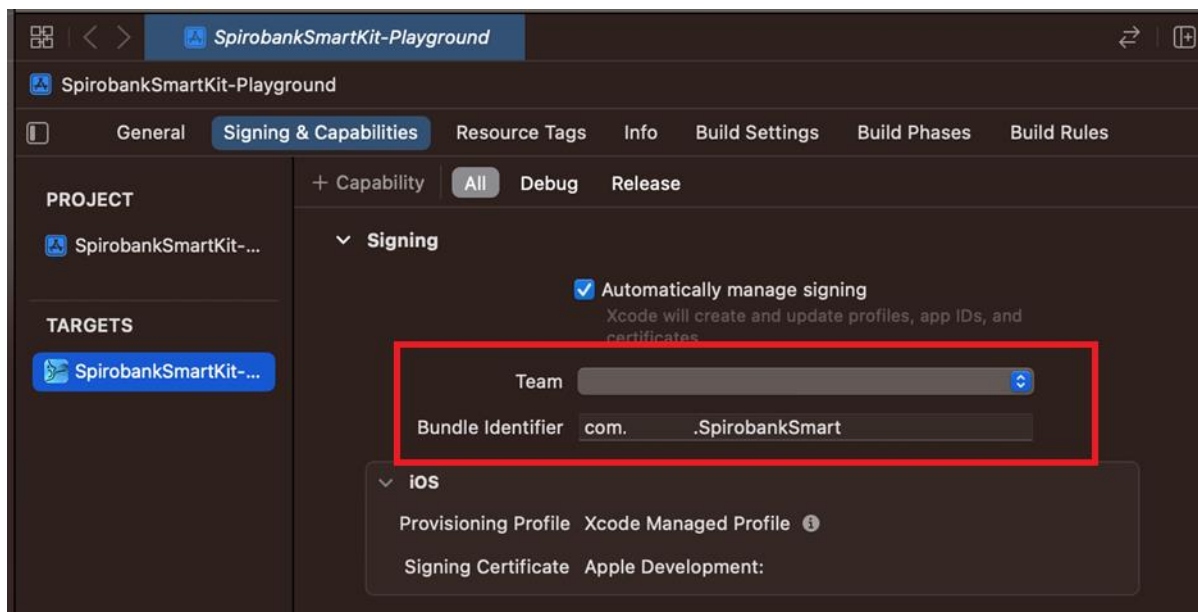 SpirobankSmartKit-Playground
SpirobankSmartKit-Playground
General Signing & Capabilities Resource Tags Info Build Settings Build Phases Build Rules
+ Capability All Debug Release
PROJECT
SpirobankSmartKit-...
TARGETS
SpirobankSmartKit-...
Signing
Automatically manage signing
Xcode will create and update profiles, app IDs, and
certificates
Team
Bundle Identifier com. .SpirobankSmart
iOS
Provisioning Profile Xcode Managed Profile
Signing Certificate Apple Development: